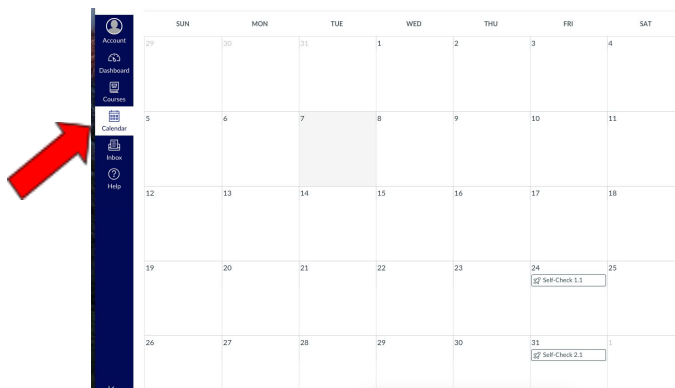 SUN MON TUE WED THU FRI SAT
Account
Dashboard
Courses
Calendar
Inbox
Help
29 30 31 1 2 3 4
5 6 7 8 9 10 11
12 13 14 15 16 17 18
19 20 21 22 23 24 25
Self-Check 1.1
26 27 28 29 30 31 1
Self-Check 2.1